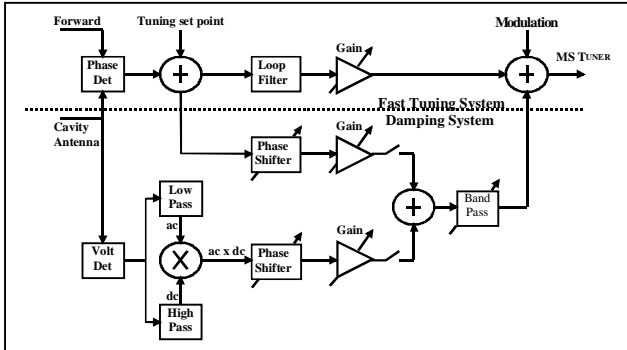 Forward
Tuning set point
Modulation
Phase
Det
+
Loop
Filter
Gain
+
MS TUNER
Fast Tuning System
Damping System
Cavity
Antenna
Phase
Shifter
Gain
Low
Pass
ac
+
Band
Pass
Volt
Det
X
ac x dc
Phase
Shifter
Gain
dc
High
Pass